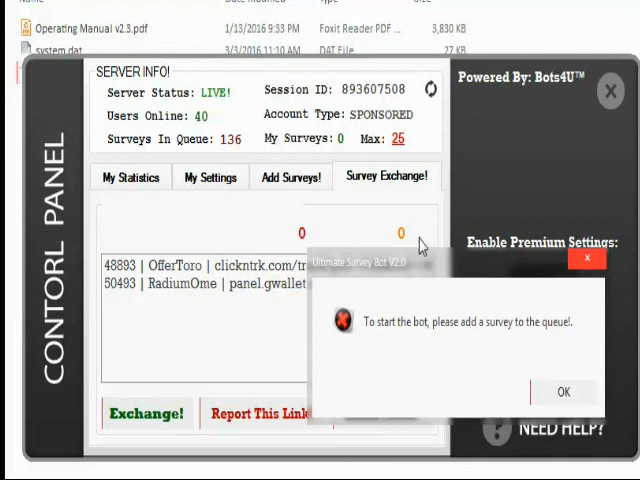 Name Date modified Type Size
Operating Manual v2.3.pdf 1/13/2016 9:33 PM Foxit Reader PDF ... 3,830 KB
system.dat 3/3/2016 11:10 AM DAT File 27 KB
CONTORL PANEL
SERVER INFO!
Server Status: LIVE!
Users Online: 40
Surveys In Queue: 136
Session ID: 893607508
Account Type: SPONSORED
My Surveys: 0 Max: 25
Powered By: Bots4U™
My Statistics My Settings Add Surveys! Survey Exchange!
0 0
Enable Premium Settings:
48893 | OfferToro | clickntrk.com/tr
50493 | RadiumOme | panel.gwallet
Ultimate Survey Bot V2.0
x
To start the bot, please add a survey to the queue!.
OK
Exchange! Report This Link
NEED HELP?